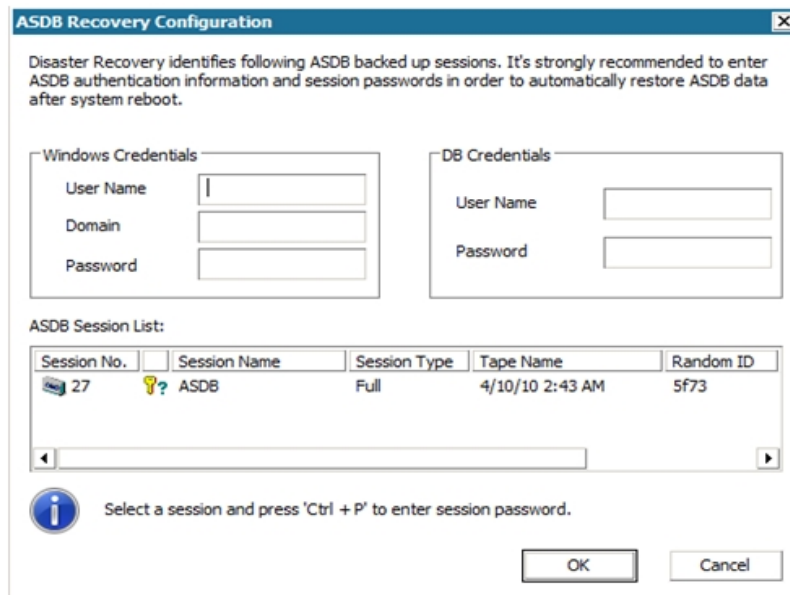 ASDB Recovery Configuration
Disaster Recovery identifies following ASDB backed up sessions. It's strongly recommended to enter
ASDB authentication information and session passwords in order to automatically restore ASDB data
after system reboot.
Windows Credentials
User Name
Domain
Password
DB Credentials
User Name
Password
ASDB Session List:
Session No. Session Name Session Type Tape Name Random ID
27 ASDB Full 4/10/10 2:43 AM 5f73
Select a session and press 'Ctrl + P' to enter session password.
OK Cancel